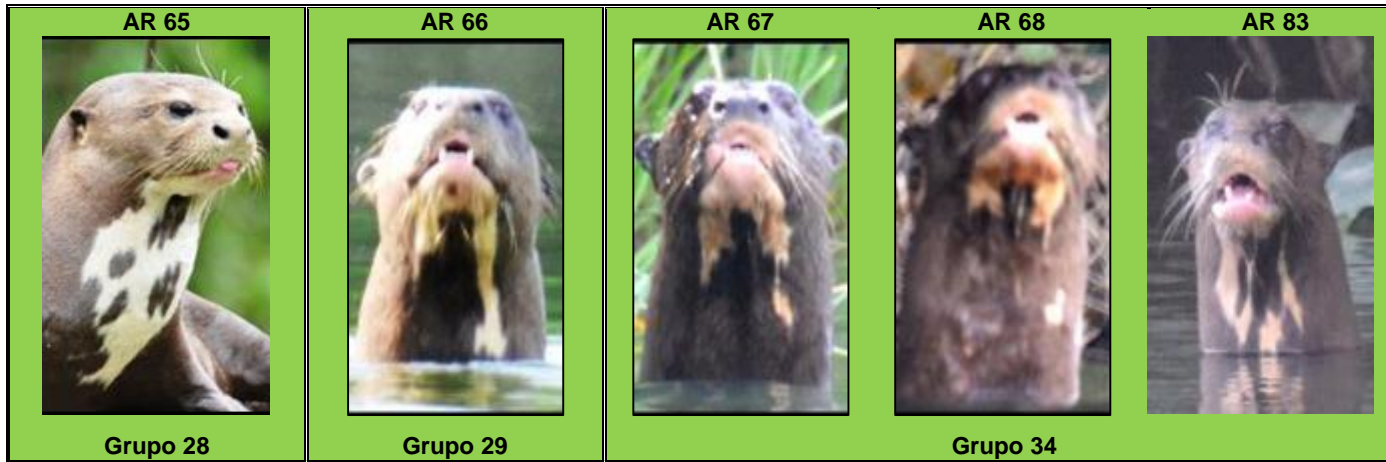 AR 65
AR 66
AR 67
AR 68
AR 83
Grupo 28
Grupo 29
Grupo 34